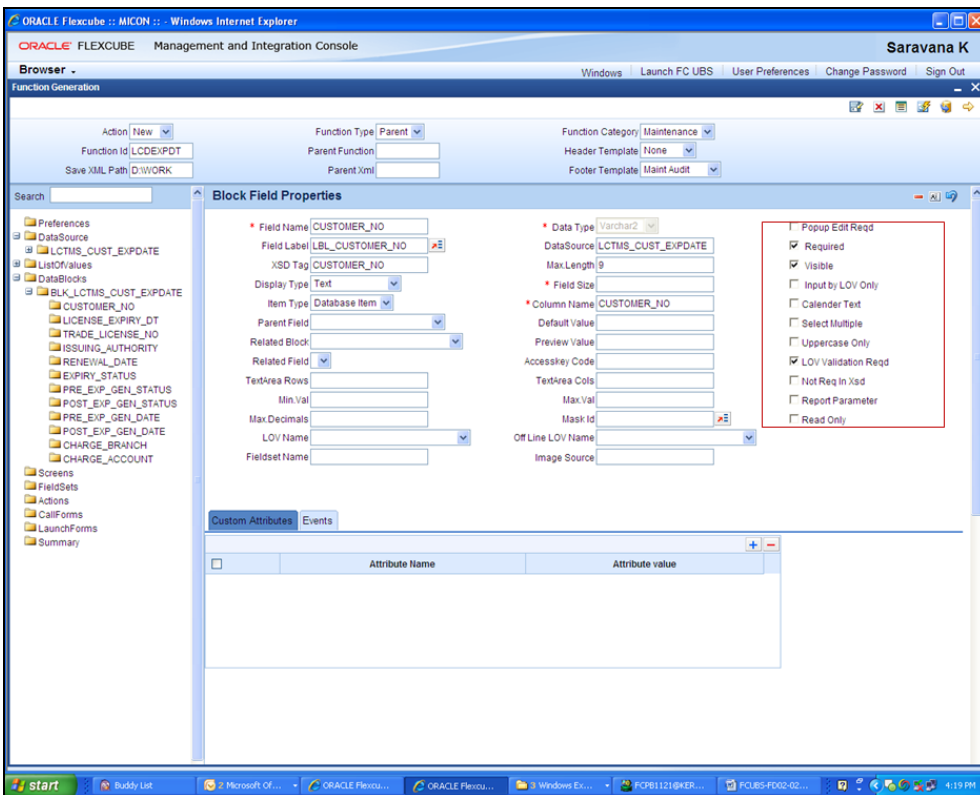 ORACLE Flexcube :: MICON :: - Windows Internet Explorer
ORACLE FLEXCUBE Management and Integration Console
Saravana K
Browser
Windows Launch FC UBS User Preferences Change Password Sign Out
Function Generation
Action New Function Type Parent Function Category Maintenance
Function Id LCDEXPDT Parent Function Header Template None
Save XML Path D:\WORK Parent Xml Footer Template Maint Audit
Search
Preferences
DataSource
LCTMS_CUST_EXPDATE
ListOfValues
DataBlocks
BLK_LCTMS_CUST_EXPDATE
CUSTOMER_NO
LICENSE_EXPIRY_DT
TRADE_LICENSE_NO
ISSUING_AUTHORITY
RENEWAL_DATE
EXPIRY_STATUS
PRE_EXP_GEN_STATUS
POST_EXP_GEN_STATUS
PRE_EXP_GEN_DATE
POST_EXP_GEN_DATE
CHARGE_BRANCH
CHARGE_ACCOUNT
Screens
FieldSets
Actions
CallForms
LaunchForms
Summary
Block Field Properties
* Field Name CUSTOMER_NO * Data Type Varchar2 Popup Edit Reqd
Field Label LBL_CUSTOMER_NO DataSource LCTMS_CUST_EXPDATE Required
XSD Tag CUSTOMER_NO Max.Length 9 Visible
Display Type Text * Field Size Input by LOV Only
Item Type Database Item * Column Name CUSTOMER_NO Calender Text
Parent Field Default Value Select Multiple
Related Block Preview Value Uppercase Only
Related Field Accesskey Code LOV Validation Reqd
TextArea Rows TextArea Cols Not Req In Xsd
Min.Val Max.Val Report Parameter
Max.Decimals Mask Id Read Only
LOV Name Off Line LOV Name
Fieldset Name Image Source
Custom Attributes Events
Attribute Name Attribute value
start Buddy List 2 Microsoft Of... ORACLE Flexcu... ORACLE Flexcu... 3 Windows Ex... FCPB1121@KER... FCUBS-FD02-02... 4:19 PM